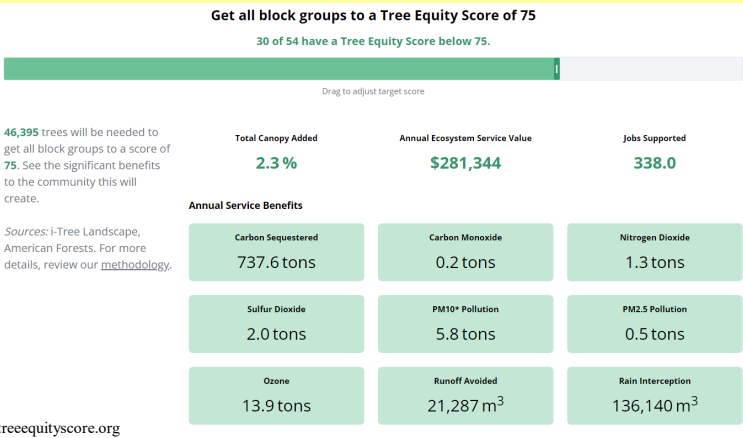 Get all block groups to a Tree Equity Score of 75
30 of 54 have a Tree Equity Score below 75.
Drag to adjust target score
46,395 trees will be needed to
get all block groups to a score of
75. See the significant benefits
to the community this will
create.
Sources: i-Tree Landscape,
American Forests. For more
details, review our methodology.
Total Canopy Added
2.3 %
Annual Ecosystem Service Value
$281,344
Jobs Supported
338.0
Annual Service Benefits
Carbon Sequestered
737.6 tons
Carbon Monoxide
0.2 tons
Nitrogen Dioxide
1.3 tons
Sulfur Dioxide
2.0 tons
PM10* Pollution
5.8 tons
PM2.5 Pollution
0.5 tons
Ozone
13.9 tons
Runoff Avoided
21,287 m³
Rain Interception
136,140 m³
treeequityscore.org